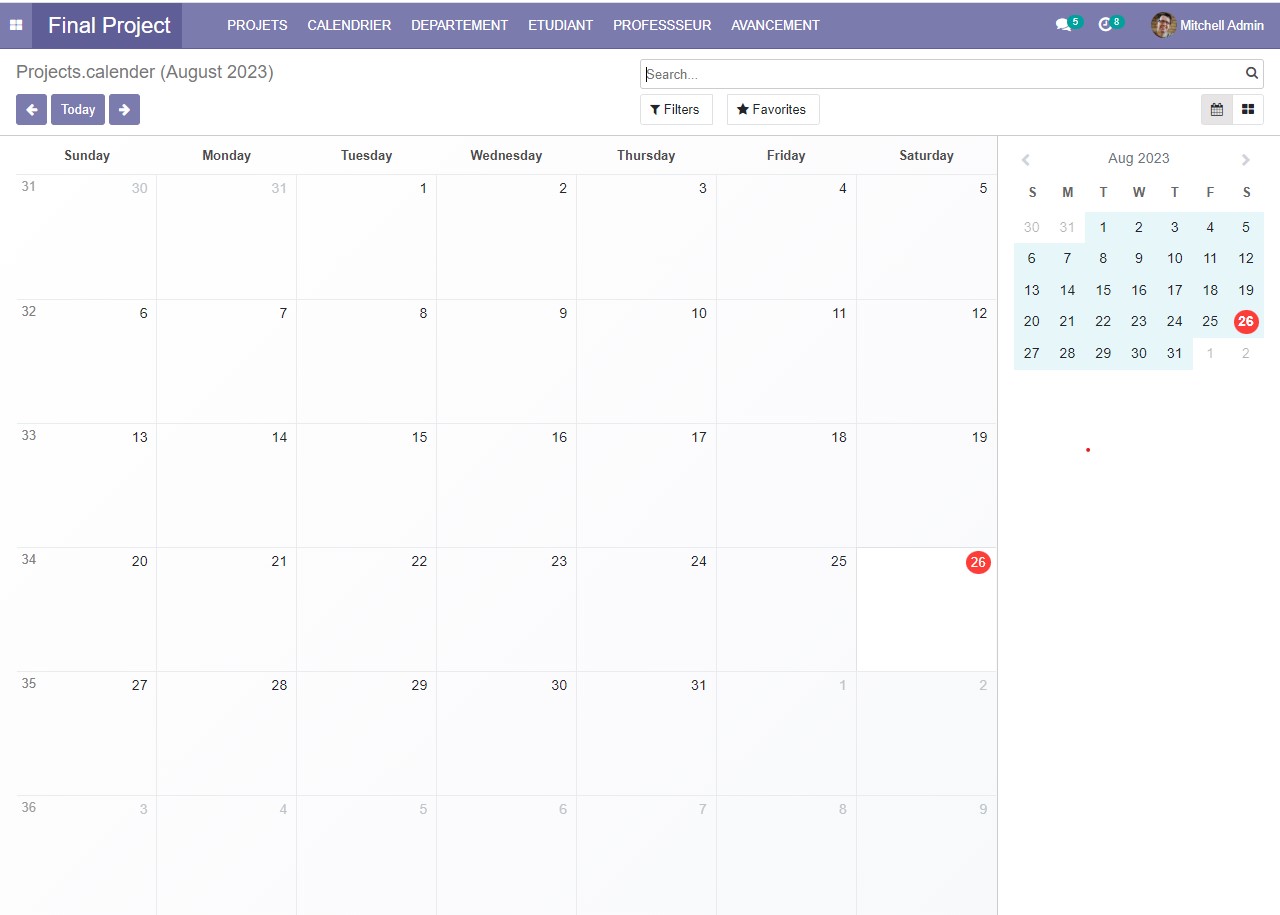 Final Project PROJETS CALENDRIER DEPARTEMENT ETUDIANT PROFESSSEUR AVANCEMENT 5 8 Mitchell Admin
Projects.calender (August 2023)
Search...
Today
Filters Favorites
Sunday Monday Tuesday Wednesday Thursday Friday Saturday
31 30 31 1 2 3 4 5
32 6 7 8 9 10 11 12
33 13 14 15 16 17 18 19
34 20 21 22 23 24 25 26
35 27 28 29 30 31 1 2
36 3 4 5 6 7 8 9
Aug 2023
S M T W T F S
30 31 1 2 3 4 5
6 7 8 9 10 11 12
13 14 15 16 17 18 19
20 21 22 23 24 25 26
27 28 29 30 31 1 2